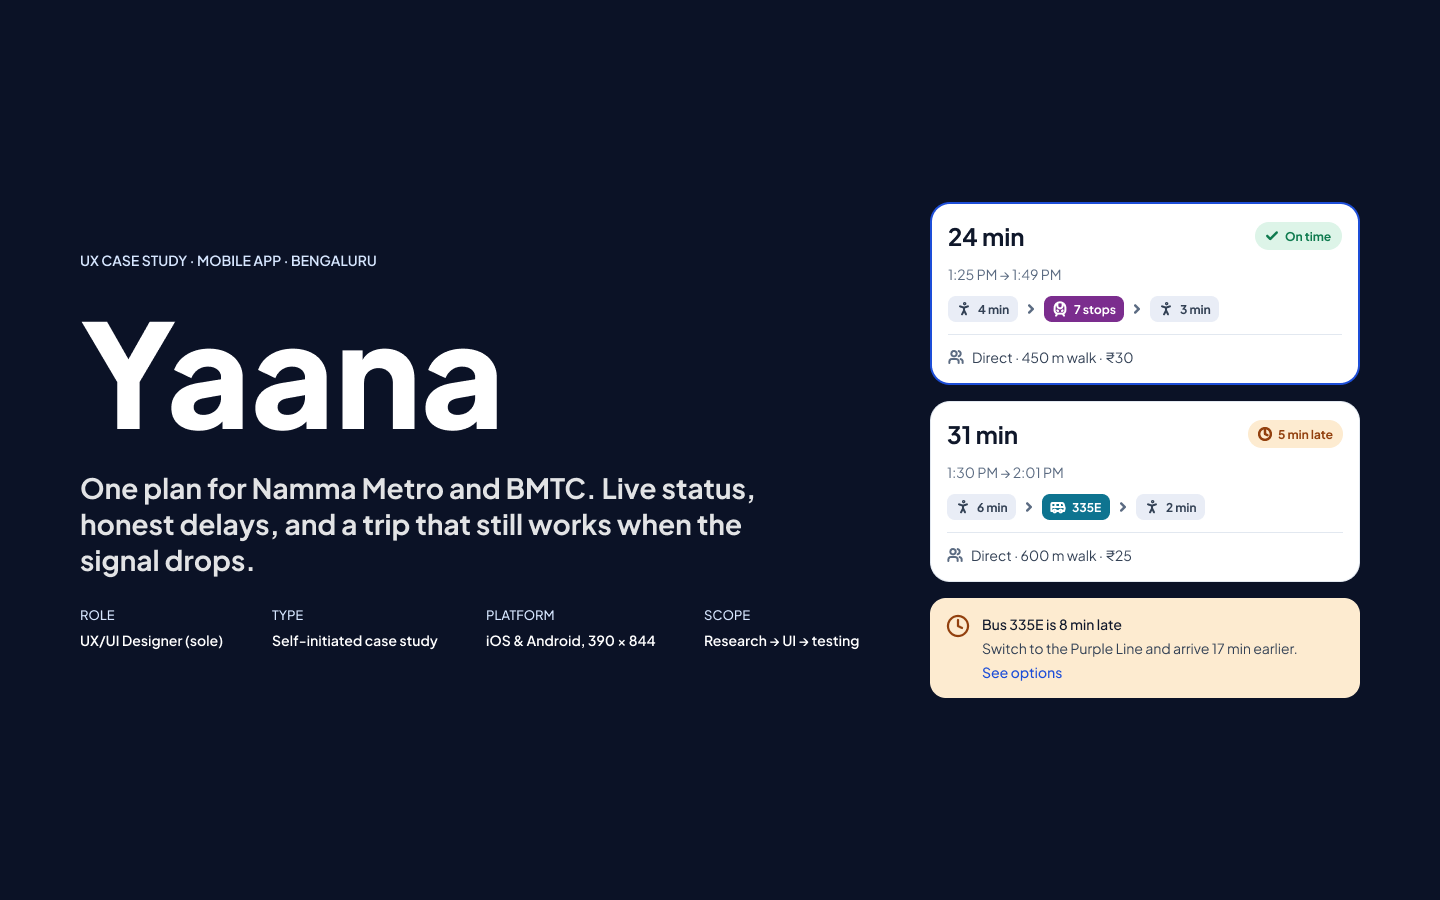 UX CASE STUDY · MOBILE APP · BENGALURU
Yaana
One plan for Namma Metro and BMTC. Live status,
honest delays, and a trip that still works when the
signal drops.
ROLE
UX/UI Designer (sole)
TYPE
Self-initiated case study
PLATFORM
iOS & Android, 390 × 844
SCOPE
Research → UI → testing
24 min
On time
1:25 PM → 1:49 PM
4 min
7 stops
3 min
Direct · 450 m walk · ₹30
31 min
5 min late
1:30 PM → 2:01 PM
6 min
335E
2 min
Direct · 600 m walk · ₹25
Bus 335E is 8 min late
Switch to the Purple Line and arrive 17 min earlier.
See options